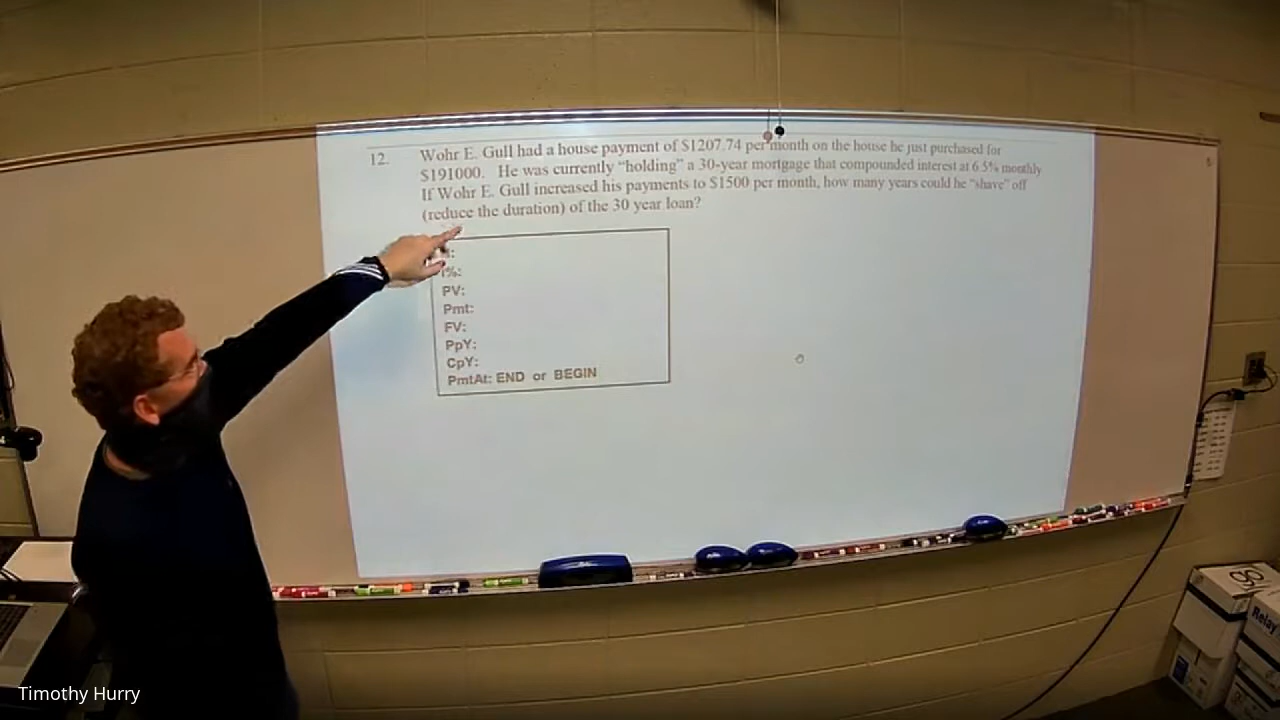 12. Wohr E. Gull had a house payment of $1207.74 per month on the house he just purchased for
$191000. He was currently “holding” a 30-year mortgage that compounded interest at 6.5% monthly
If Wohr E. Gull increased his payments to $1500 per month, how many years could he “shave” off
(reduce the duration) of the 30 year loan?
I%:
PV:
Pmt:
FV:
PpY:
CpY:
PmtAt: END or BEGIN
Relay
Timothy Hurry